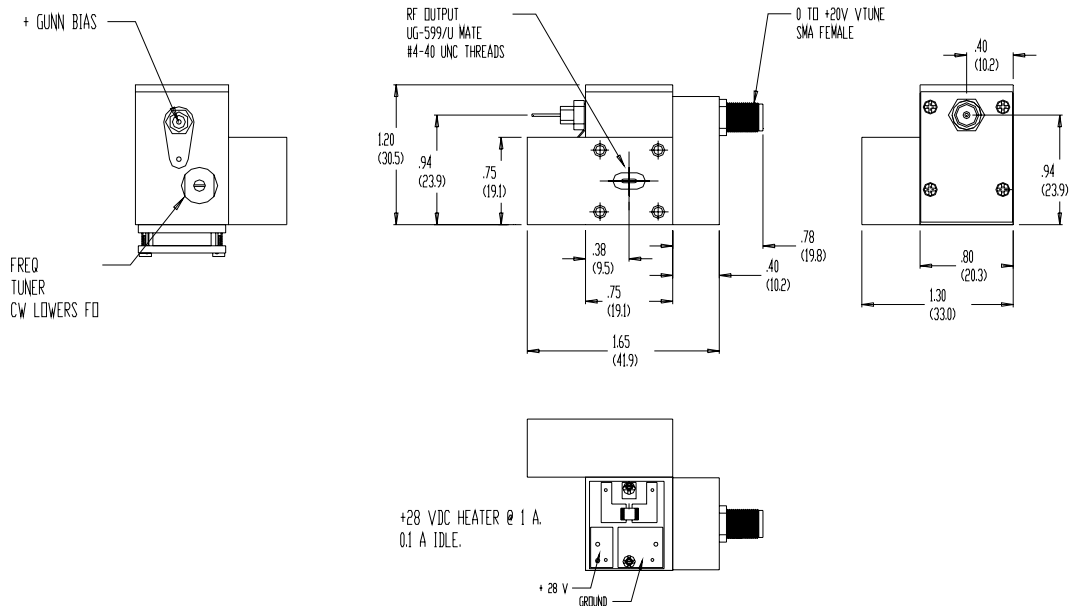 + GUNN BIAS
FREQ
TUNER
CW LOWERS FO
RF OUTPUT
UG-599/U MATE
#4-40 UNC THREADS
0 TO +20V VTUNE
SMA FEMALE
1.20
(30.5)
.94
(23.9)
.75
(19.1)
.38
(9.5)
.75
(19.1)
1.65
(41.9)
.40
(10.2)
.78
(19.8)
.40
(10.2)
.94
(23.9)
.80
(20.3)
1.30
(33.0)
+28 VDC HEATER @ 1 A.
0.1 A IDLE.
+ 28 V
GROUND